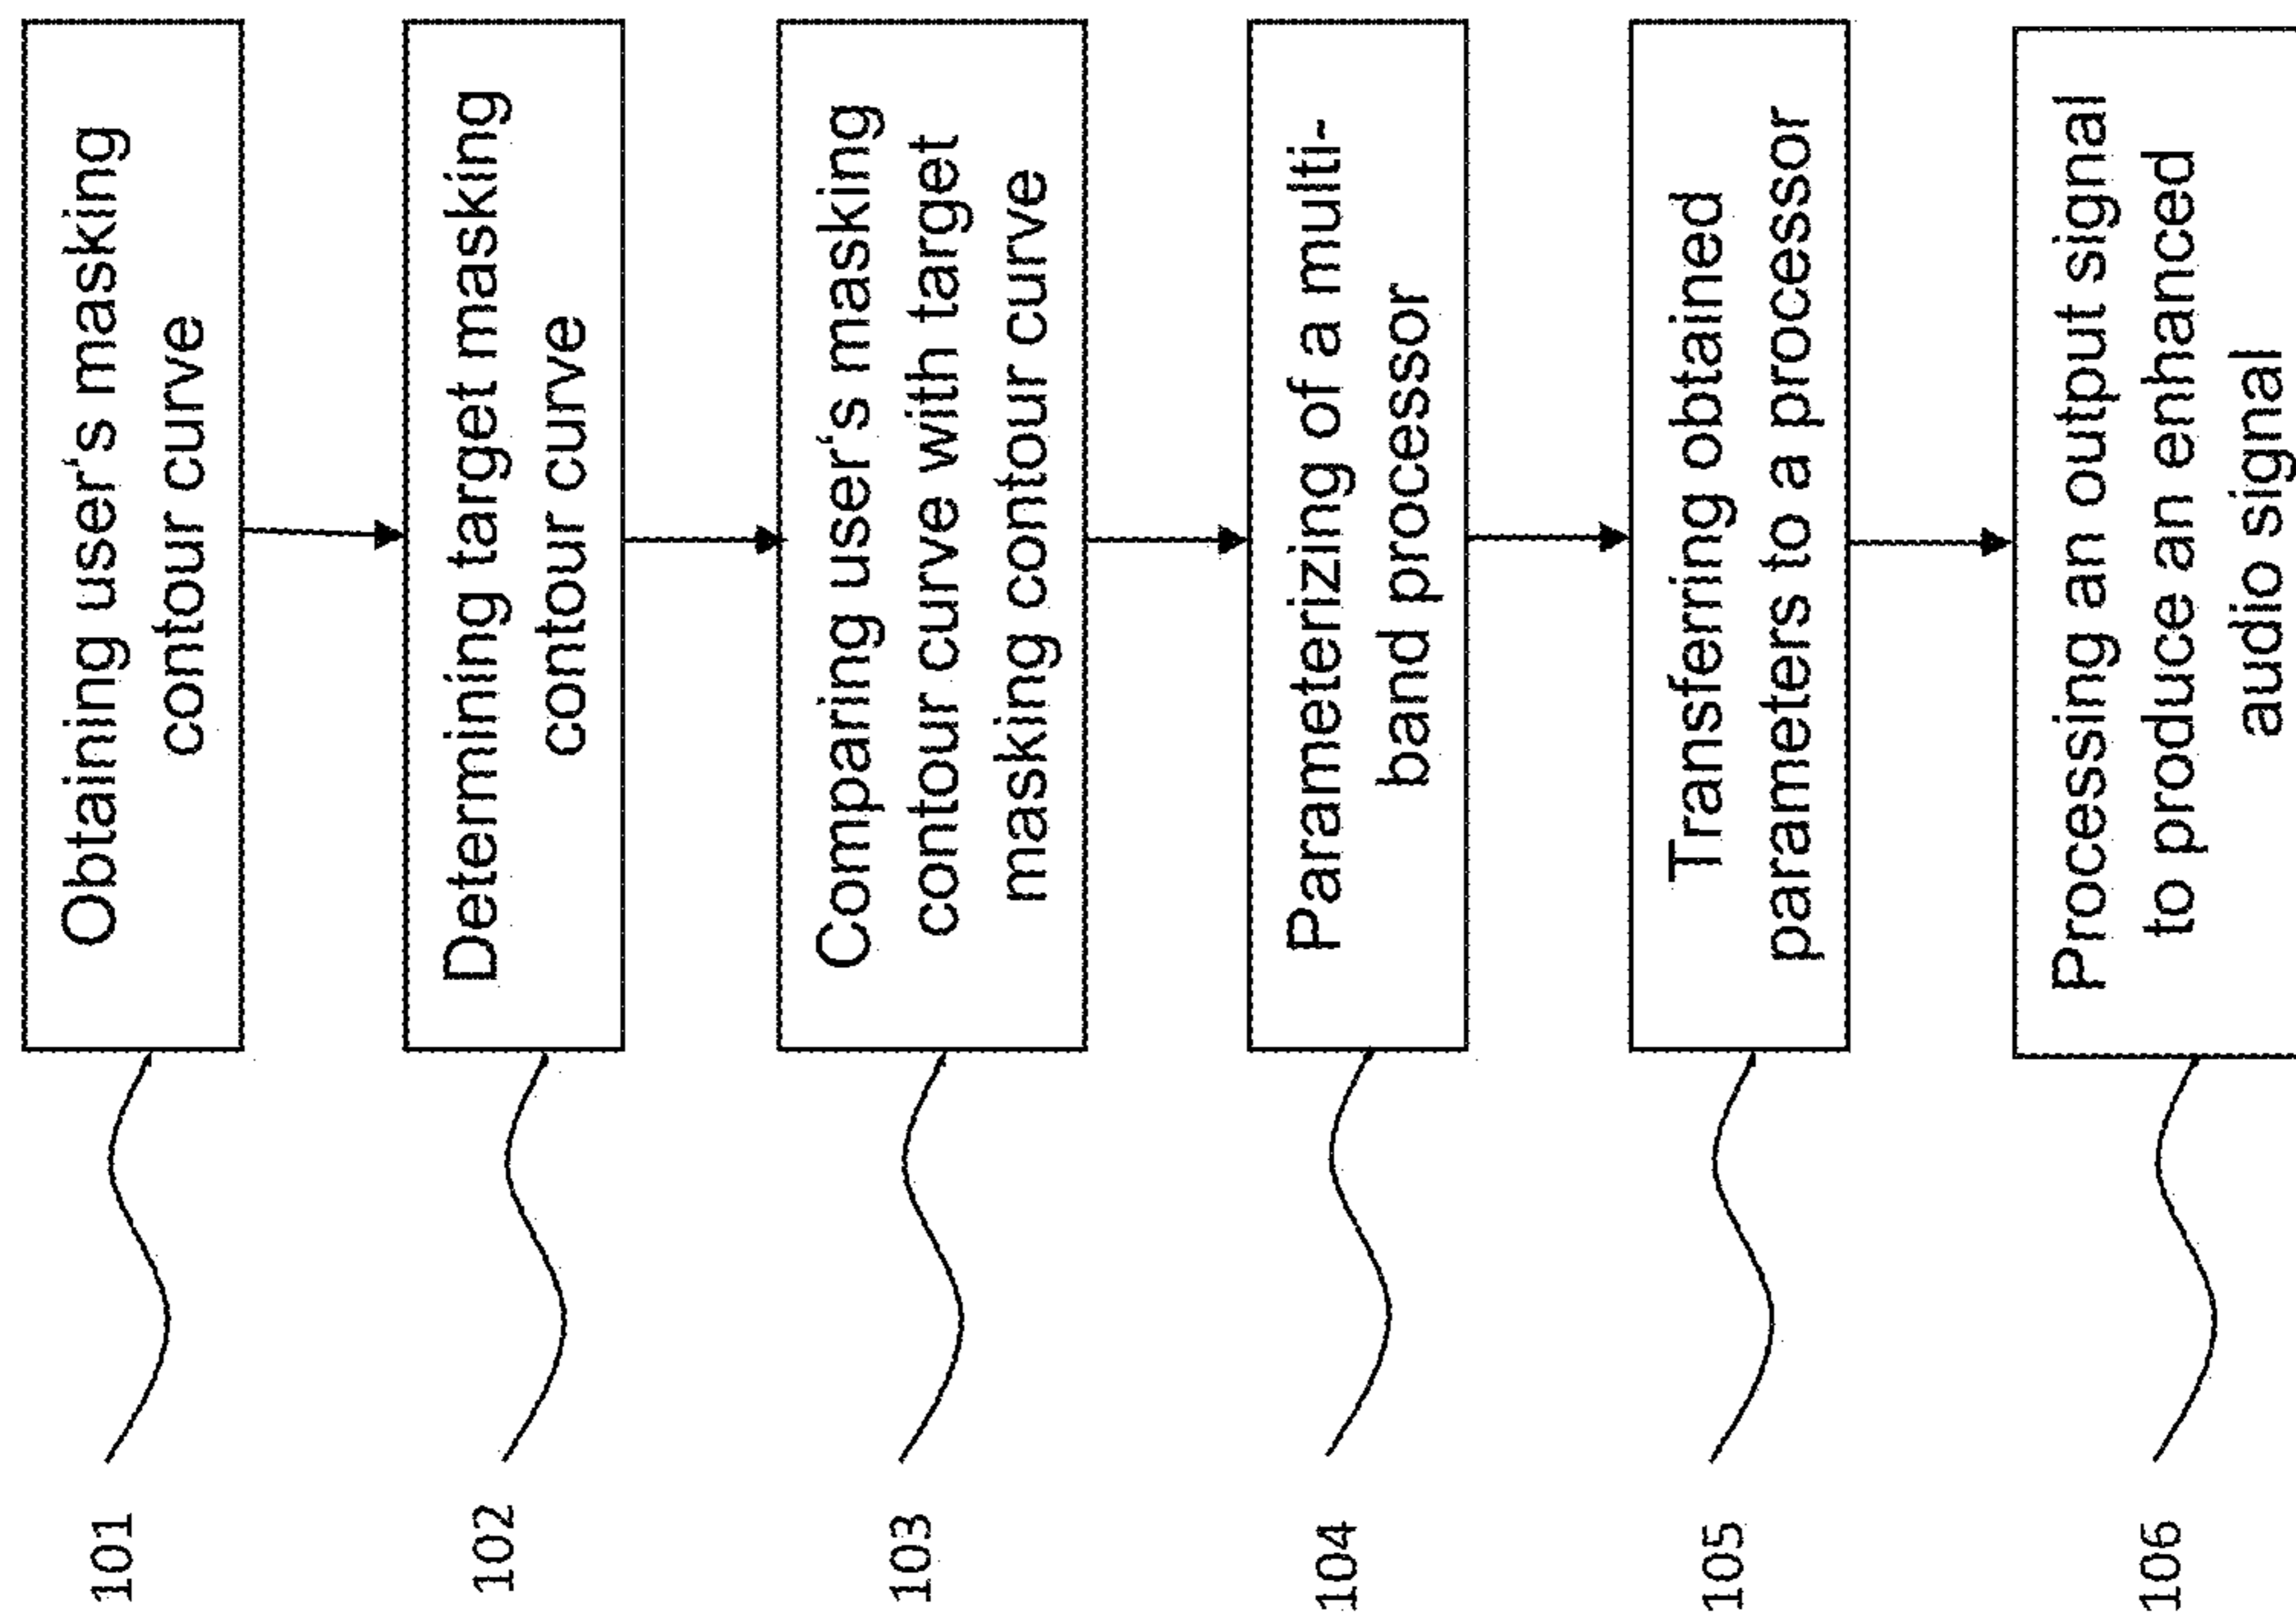 101
Obtaining user's masking
contour curve
102
Determining target masking
contour curve
103
Comparing user's masking
contour curve with target
masking contour curve
104
Parameterizing of a multi-
band processor
105
Transferring obtained
parameters to a processor
106
Processing an output signal
to produce an enhanced
audio signal